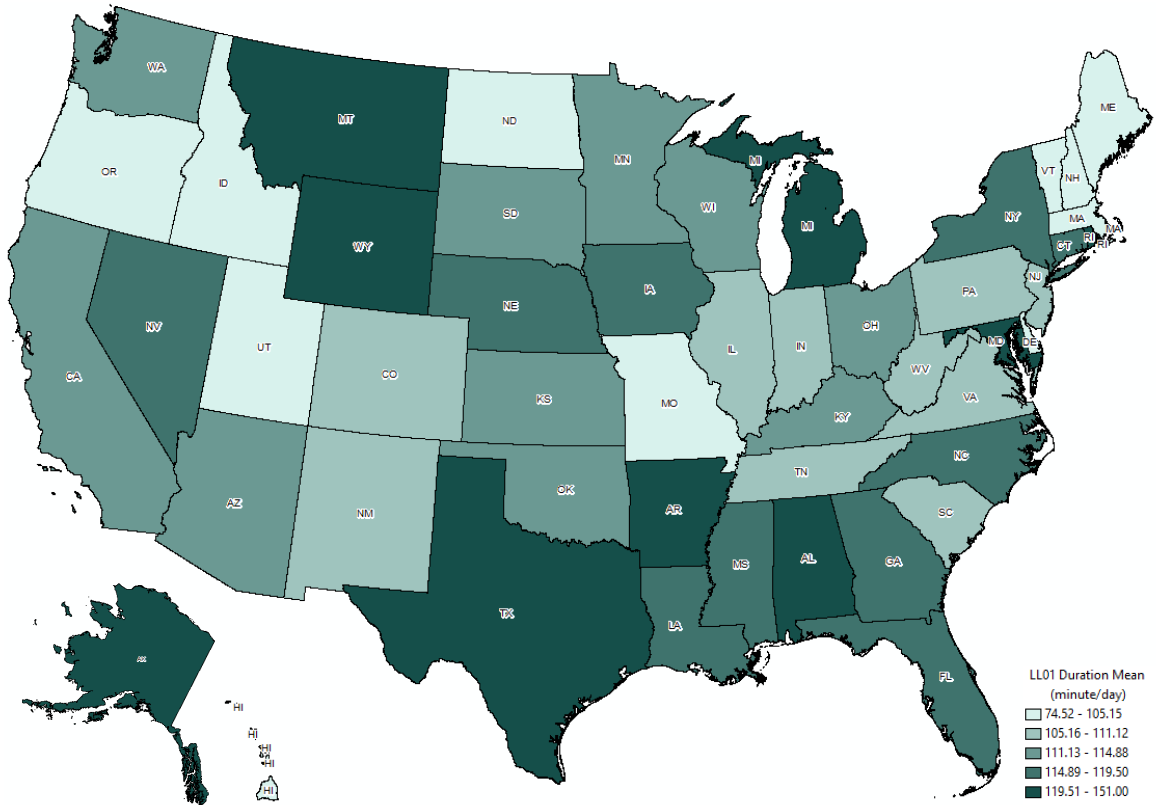 WA
MT
ND
MN
ME
OR
ID
SD
WI
MI
VT
NH
NY
MA
MA
WY
MI
CT
RI
RI
NV
NE
IA
PA
NJ
UT
CA
CO
KS
MO
IL
IN
OH
MD
DE
WV
VA
KY
AZ
NM
OK
AR
TN
NC
SC
MS
AL
GA
TX
LA
FL
AK
HI
HI
HI
HI
HI
LL01 Duration Mean
(minute/day)
74.52 - 105.15
105.16 - 111.12
111.13 - 114.88
114.89 - 119.50
119.51 - 151.00